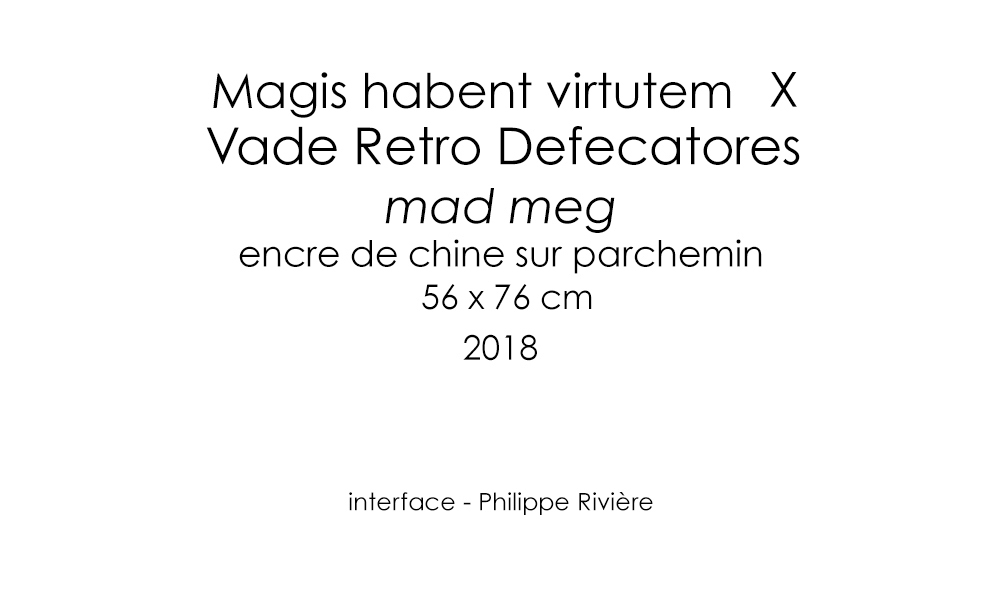 Magis habent virtutem X
Vade Retro Defecatores
mad meg
encre de chine sur parchemin
56 x 76 cm
2018
interface - Philippe Rivière